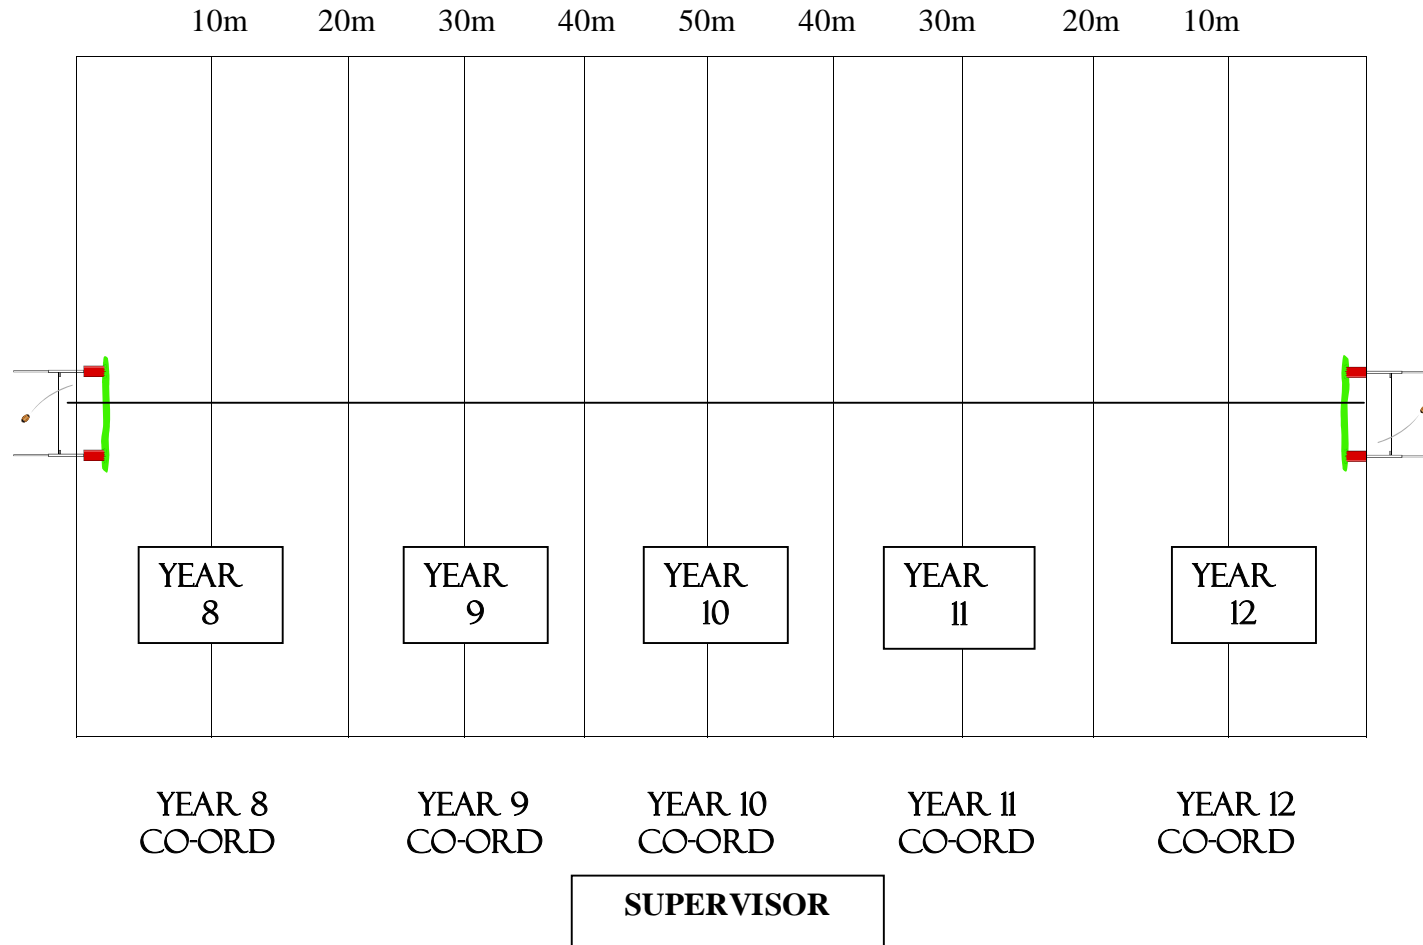 10m 20m 30m 40m 50m 40m 30m 20m 10m
YEAR
8
YEAR
9
YEAR
10
YEAR
11
YEAR
12
YEAR 8
CO-ORD
YEAR 9
CO-ORD
YEAR 10
CO-ORD
YEAR 11
CO-ORD
YEAR 12
CO-ORD
SUPERVISOR